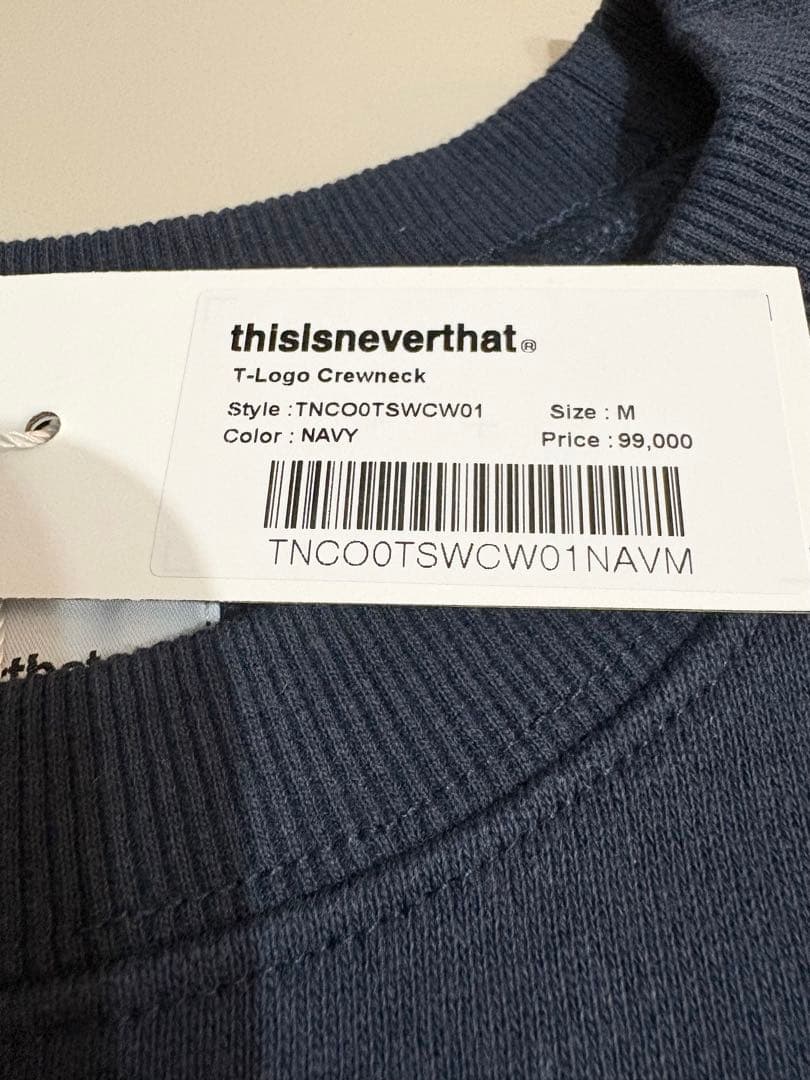 thisIsneverthat®
T-Logo Crewneck
Style :TNCO0TSWCW01 Size : M
Color : NAVY Price : 99,000
TNCO0TSWCW01NAVM